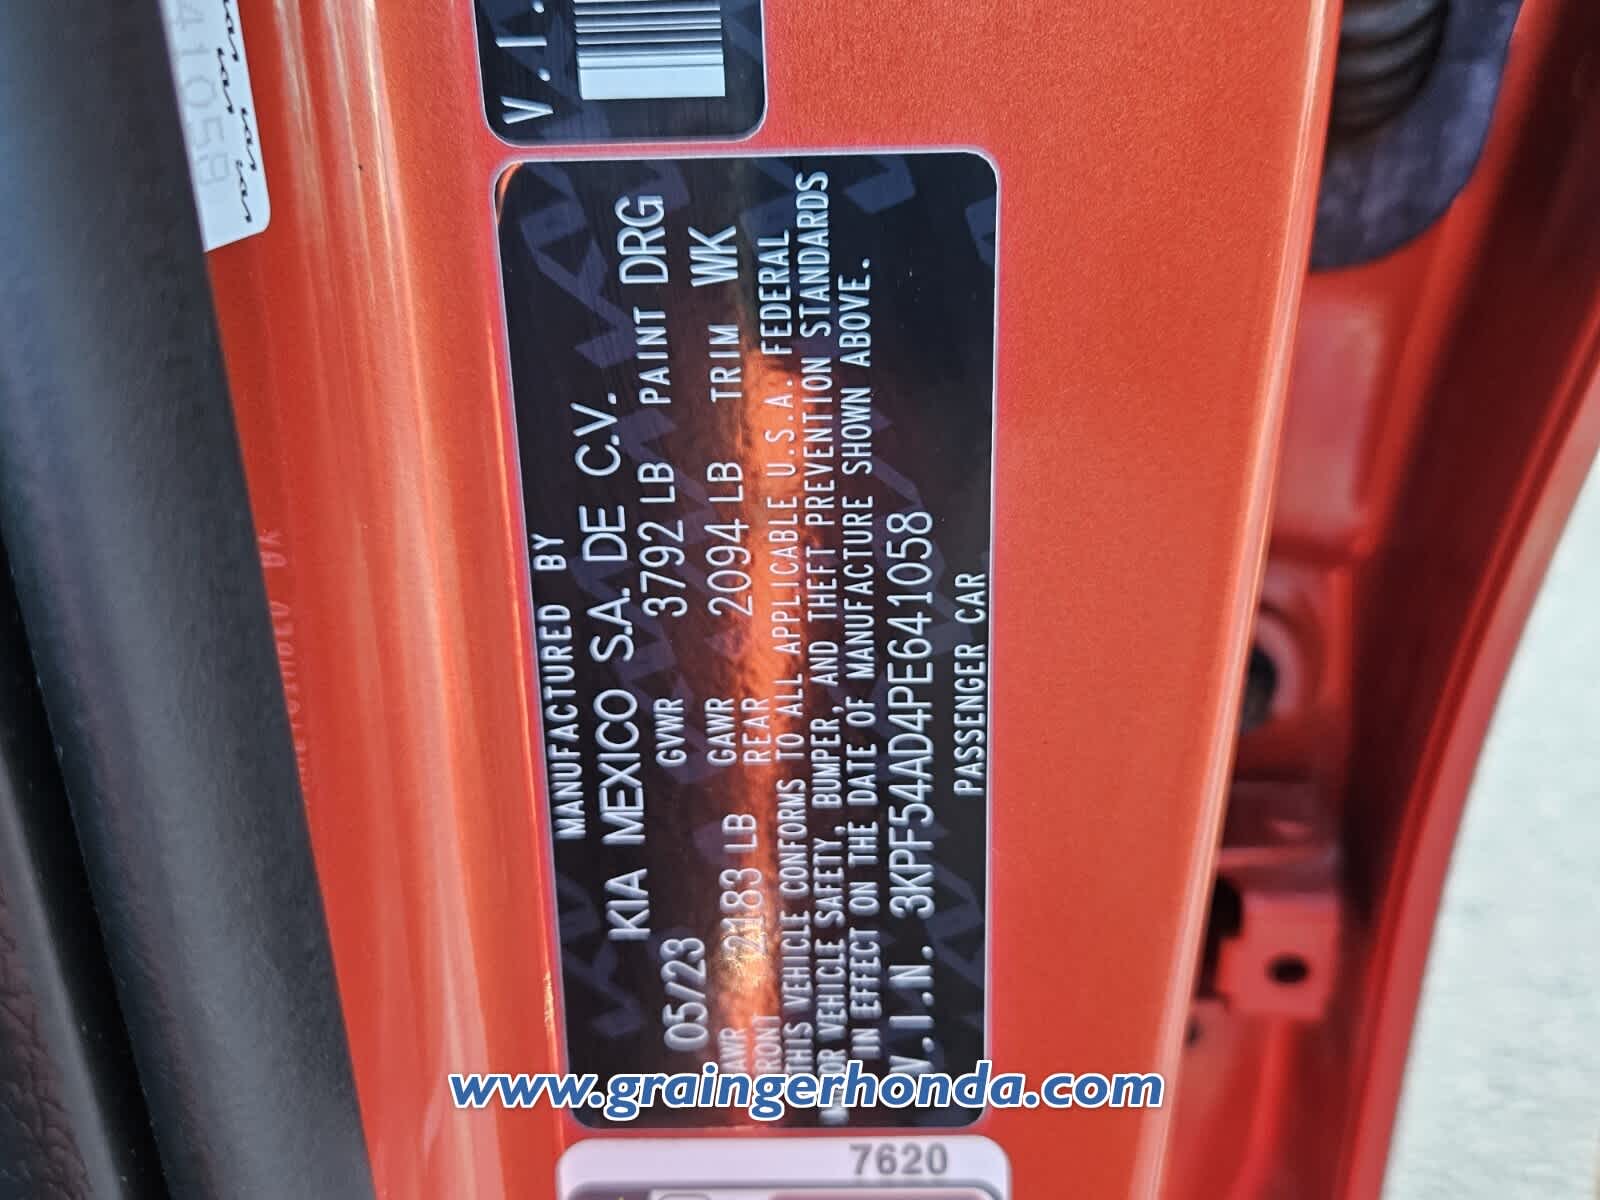 V.I.
41059
MANUFACTURED BY
KIA MEXICO S.A. DE C.V.
05/23 GVWR 3792 LB PAINT DRG
GAWR FRONT 2183 LB GAWR REAR 2094 LB TRIM WK
THIS VEHICLE CONFORMS TO ALL APPLICABLE U.S.A. FEDERAL
MOTOR VEHICLE SAFETY, BUMPER, AND THEFT PREVENTION STANDARDS
IN EFFECT ON THE DATE OF MANUFACTURE SHOWN ABOVE.
V.I.N. 3KPF54AD4PE641058
PASSENGER CAR
www.graingerhonda.com
7620